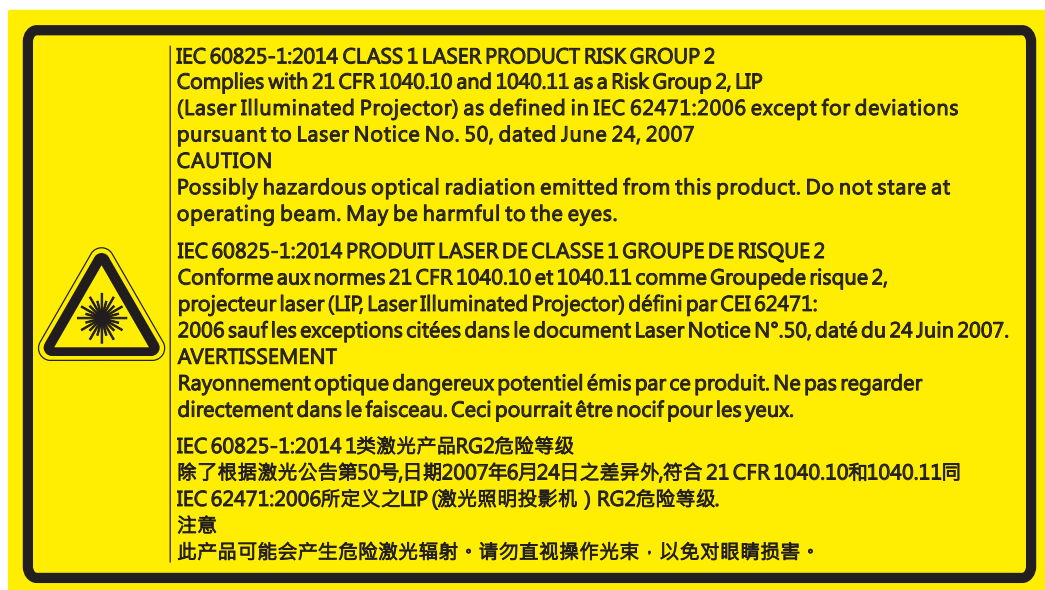 IEC 60825-1:2014 CLASS 1 LASER PRODUCT RISK GROUP 2
Complies with 21 CFR 1040.10 and 1040.11 as a Risk Group 2, LIP
(Laser Illuminated Projector) as defined in IEC 62471:2006 except for deviations
pursuant to Laser Notice No. 50, dated June 24, 2007
CAUTION
Possibly hazardous optical radiation emitted from this product. Do not stare at
operating beam. May be harmful to the eyes.
IEC 60825-1:2014 PRODUIT LASER DE CLASSE 1 GROUPE DE RISQUE 2
Conforme aux normes 21 CFR 1040.10 et 1040.11 comme Groupede risque 2,
projecteur laser (LIP, Laser Illuminated Projector) défini par CEI 62471:
2006 sauf les exceptions citées dans le document Laser Notice N°.50, daté du 24 Juin 2007.
AVERTISSEMENT
Rayonnement optique dangereux potentiel émis par ce produit. Ne pas regarder
directement dans le faisceau. Ceci pourrait être nocif pour les yeux.
IEC 60825-1:2014 1类激光产品RG2危险等级
除了根据激光公告第50号,日期2007年6月24日之差异外,符合 21 CFR 1040.10和1040.11同
IEC 62471:2006所定义之LIP (激光照明投影机）RG2危险等级.
注意
此产品可能会产生危险激光辐射。请勿直视操作光束，以免对眼睛损害。